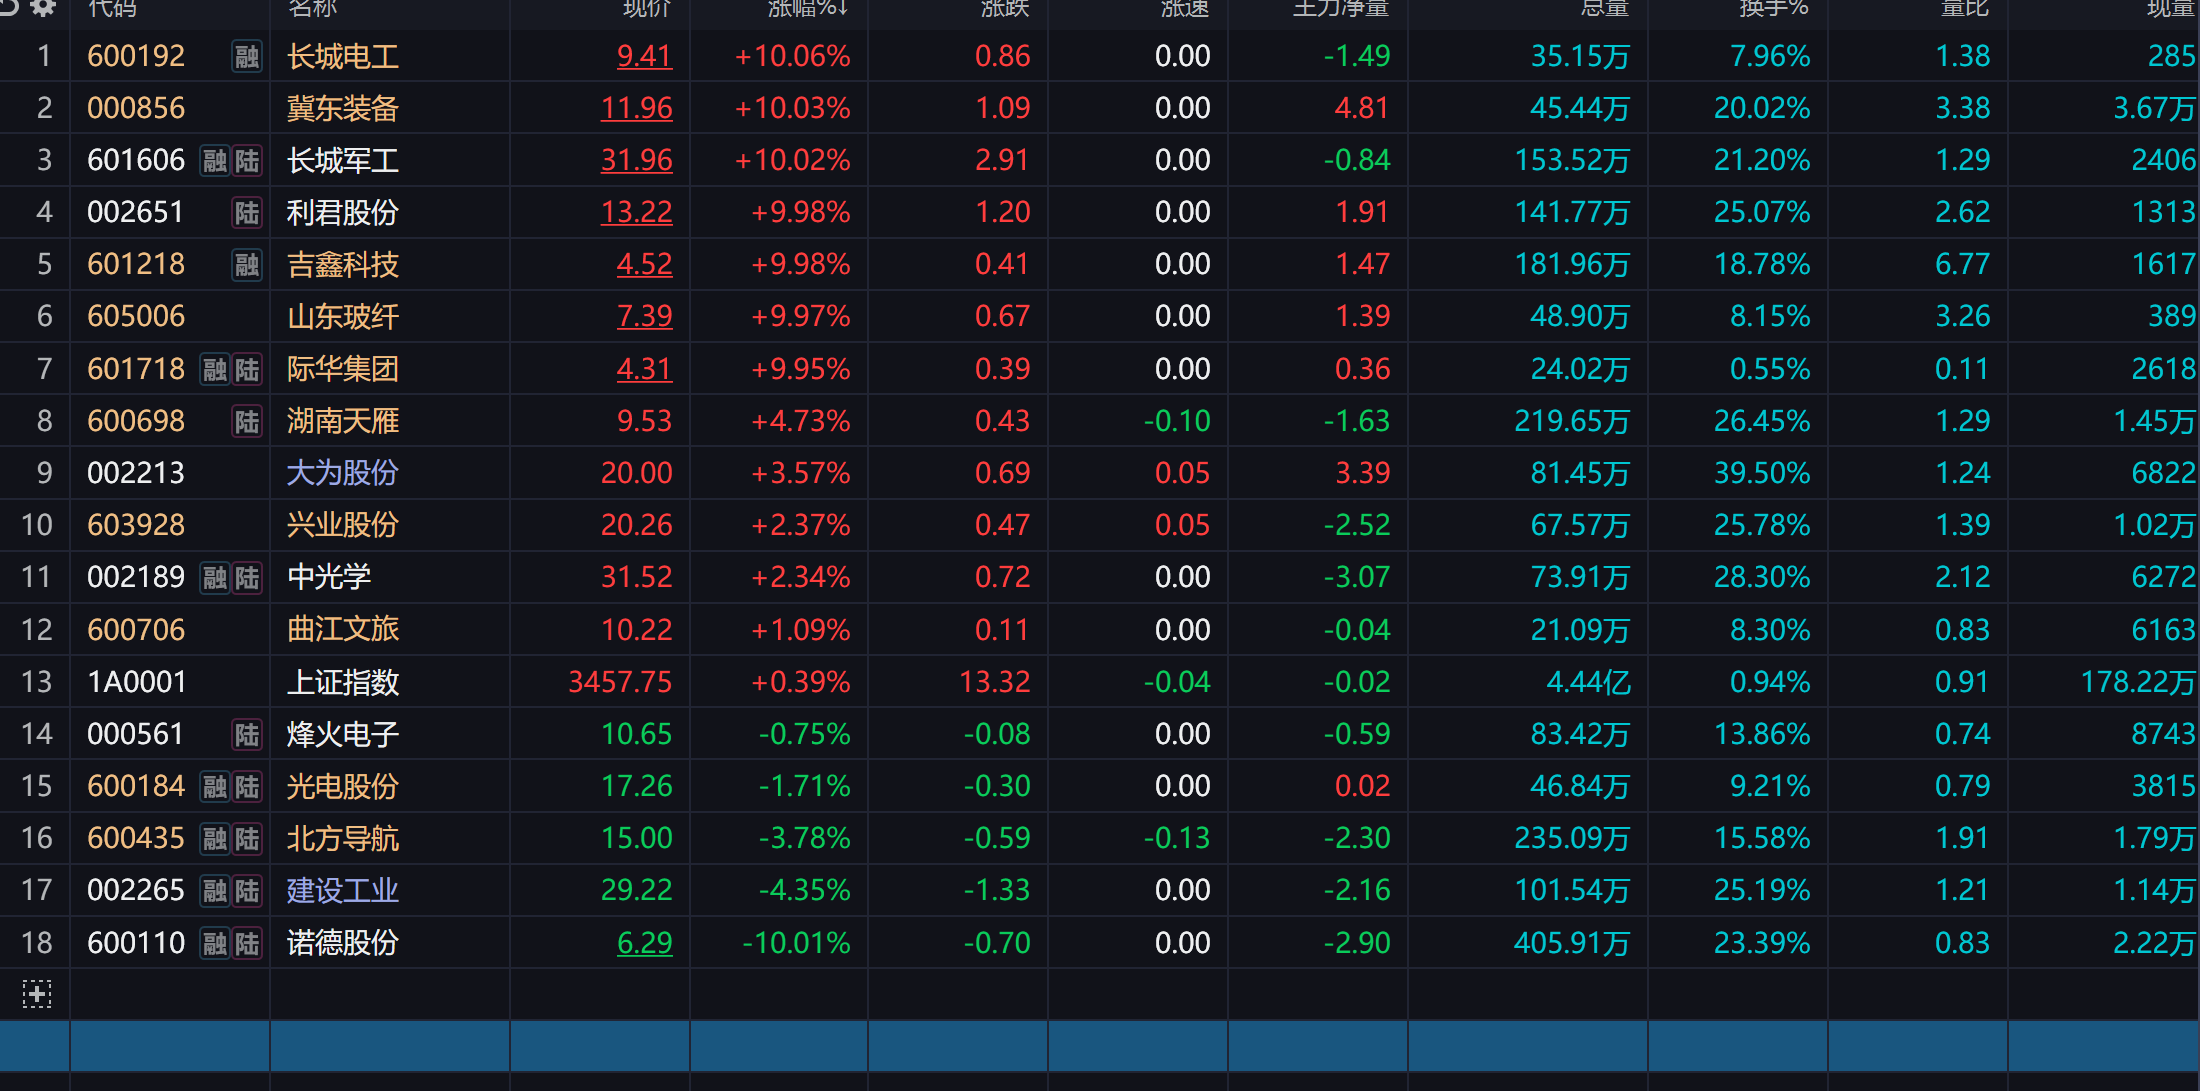 代码 名称 现价 涨幅%↓ 涨跌 涨速 主力净量 总量 换手% 量比 现量
1 600192 融 长城电工 9.41 +10.06% 0.86 0.00 -1.49 35.15万 7.96% 1.38 285
2 000856 冀东装备 11.96 +10.03% 1.09 0.00 4.81 45.44万 20.02% 3.38 3.67万
3 601606 融 陆 长城军工 31.96 +10.02% 2.91 0.00 -0.84 153.52万 21.20% 1.29 2406
4 002651 陆 利君股份 13.22 +9.98% 1.20 0.00 1.91 141.77万 25.07% 2.62 1313
5 601218 融 吉鑫科技 4.52 +9.98% 0.41 0.00 1.47 181.96万 18.78% 6.77 1617
6 605006 山东玻纤 7.39 +9.97% 0.67 0.00 1.39 48.90万 8.15% 3.26 389
7 601718 融 陆 际华集团 4.31 +9.95% 0.39 0.00 0.36 24.02万 0.55% 0.11 2618
8 600698 陆 湖南天雁 9.53 +4.73% 0.43 -0.10 -1.63 219.65万 26.45% 1.29 1.45万
9 002213 大为股份 20.00 +3.57% 0.69 0.05 3.39 81.45万 39.50% 1.24 6822
10 603928 兴业股份 20.26 +2.37% 0.47 0.05 -2.52 67.57万 25.78% 1.39 1.02万
11 002189 融 陆 中光学 31.52 +2.34% 0.72 0.00 -3.07 73.91万 28.30% 2.12 6272
12 600706 曲江文旅 10.22 +1.09% 0.11 0.00 -0.04 21.09万 8.30% 0.83 6163
13 1A0001 上证指数 3457.75 +0.39% 13.32 -0.04 -0.02 4.44亿 0.94% 0.91 178.22万
14 000561 陆 烽火电子 10.65 -0.75% -0.08 0.00 -0.59 83.42万 13.86% 0.74 8743
15 600184 融 陆 光电股份 17.26 -1.71% -0.30 0.00 0.02 46.84万 9.21% 0.79 3815
16 600435 融 陆 北方导航 15.00 -3.78% -0.59 -0.13 -2.30 235.09万 15.58% 1.91 1.79万
17 002265 融 陆 建设工业 29.22 -4.35% -1.33 0.00 -2.16 101.54万 25.19% 1.21 1.14万
18 600110 融 陆 诺德股份 6.29 -10.01% -0.70 0.00 -2.90 405.91万 23.39% 0.83 2.22万